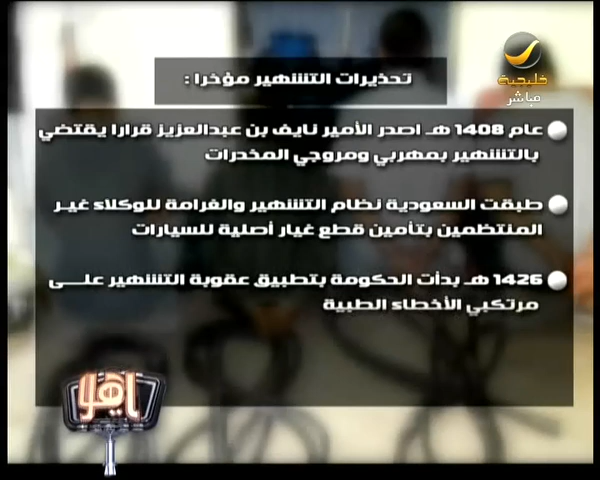 تحذيرات التشهير مؤخرا :
خليجية
مباشر
عام 1408 هـ اصدر الأمير نايف بن عبدالعزيز قرارا يقتضي
بالتشهير بمهربي ومروجي المخدرات
طبقت السعودية نظام التشهير والغرامة للوكلاء غير
المنتظمين بتأمين قطع غيار أصلية للسيارات
1426 هـ بدأت الحكومة بتطبيق عقوبة التشهير على
مرتكبي الأخطاء الطبية
ياهلا